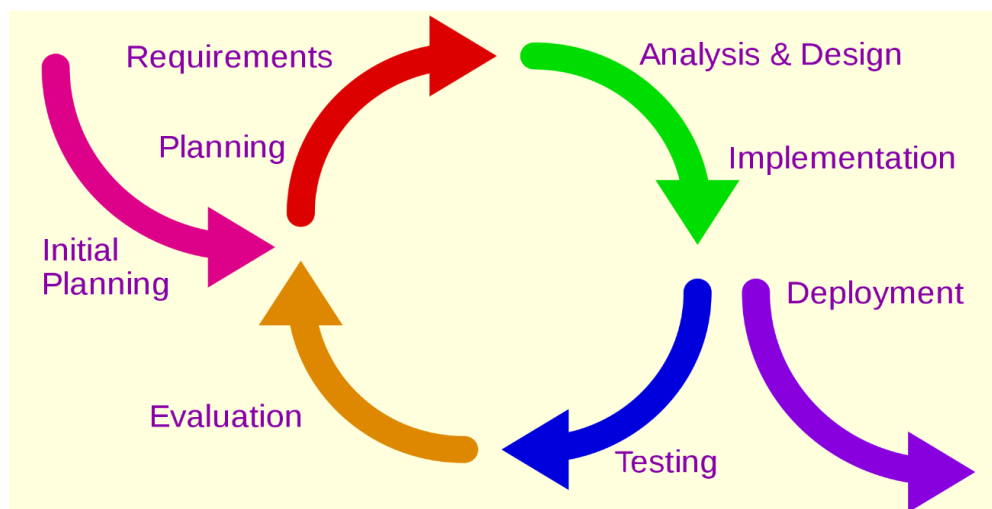 Requirements
Analysis & Design
Planning
Implementation
Initial
Planning
Deployment
Evaluation
Testing